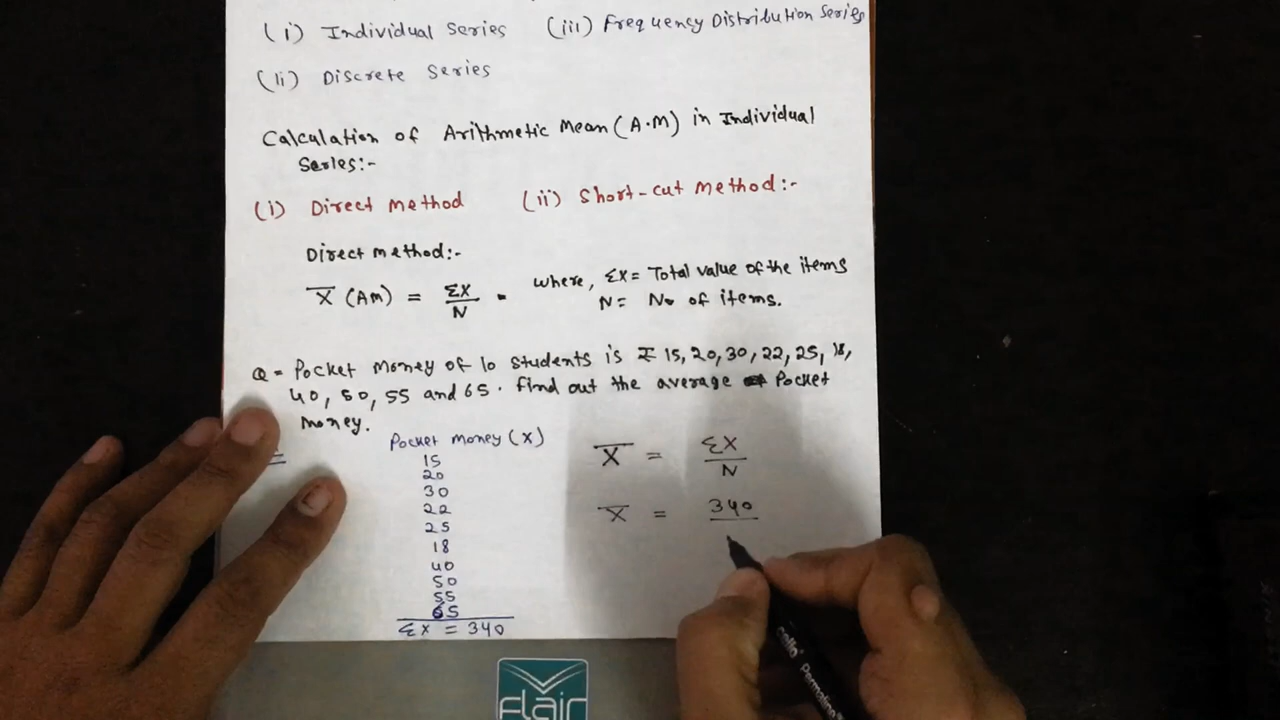 (i) Individual Series (iii) Frequency Distribution Series
(ii) Discrete Series
Calculation of Arithmetic Mean (A.M) in Individual
Series:-
(i) Direct Method (ii) Short-cut Method:-
Direct method:-
X̅ (AM) = ΣX/N where, ΣX = Total value of the items
N = No of items.
Q = Pocket Money of 10 students is ₹ 15, 20, 30, 22, 25, 18,
40, 50, 55 and 65. Find out the average Pocket
Money.
Pocket money (X)
15
20
30
22
25
18
40
50
55
65
ΣX = 340
X̅ = ΣX/N
X̅ = 340
Flair
cello Permaline